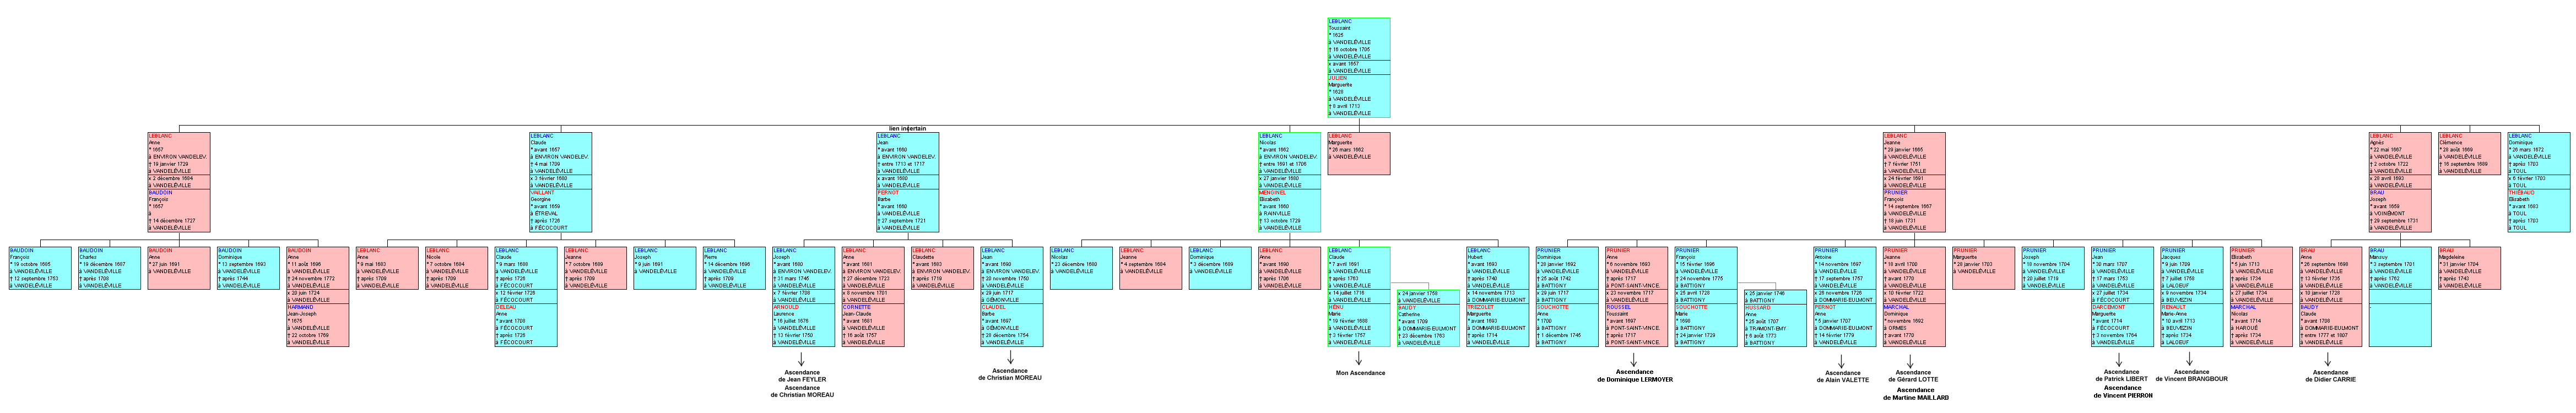 LEBLANC
Toussaint
* 1625
à VANDELÉVILLE
† 16 octobre 1705
à VANDELÉVILLE
x avant 1657
à VANDELÉVILLE
JULIEN
Marguerite
* 1628
à VANDELÉVILLE
† 8 avril 1713
à VANDELÉVILLE
lien incertain
LEBLANC
Anne
* 1657
à ENVIRON VANDELEV.
† 19 janvier 1729
à VANDELÉVILLE
x 2 décembre 1684
à VANDELÉVILLE
BAUDOIN
François
* 1657
à
† 14 décembre 1727
à VANDELÉVILLE
LEBLANC
Claude
* avant 1657
à ENVIRON VANDELEV.
† 4 mai 1709
à VANDELÉVILLE
x 3 février 1680
à VANDELÉVILLE
VAILLANT
Georgine
* avant 1659
à ÉTREVAL
† après 1726
à FÉCOCOURT
LEBLANC
Jean
* avant 1660
à ENVIRON VANDELEV.
† entre 1713 et 1717
à VANDELÉVILLE
x avant 1680
à VANDELÉVILLE
PERNOT
Barbe
* avant 1660
à VANDELÉVILLE
† 27 septembre 1721
à VANDELÉVILLE
LEBLANC
Nicolas
* avant 1662
à ENVIRON VANDELEV.
† entre 1691 et 1706
à VANDELÉVILLE
x 27 janvier 1680
à VANDELÉVILLE
MENGINEL
Elisabeth
* avant 1660
à RAINVILLE
† 13 octobre 1729
à VANDELÉVILLE
LEBLANC
Marguerite
* 26 mars 1662
à VANDELÉVILLE
LEBLANC
Jeanne
* 29 janvier 1665
à VANDELÉVILLE
† 7 février 1751
à VANDELÉVILLE
x 24 février 1691
à VANDELÉVILLE
PRUNIER
François
* 14 septembre 1667
à VANDELÉVILLE
† 18 juin 1731
à VANDELÉVILLE
LEBLANC
Agnès
* 22 mai 1667
à VANDELÉVILLE
† 2 octobre 1722
à VANDELÉVILLE
x 28 avril 1693
à VANDELÉVILLE
BRAU
Joseph
* avant 1659
à VOINÉMONT
† 29 septembre 1731
à VANDELÉVILLE
LEBLANC
Clémence
* 28 août 1669
à VANDELÉVILLE
† 16 septembre 1689
à VANDELÉVILLE
LEBLANC
Dominique
* 26 mars 1672
à VANDELÉVILLE
† après 1703
à TOUL
x 6 février 1703
à TOUL
THIEBAUD
Elisabeth
* avant 1683
à TOUL
† après 1703
à TOUL
BAUDOIN
François
* 19 octobre 1685
à VANDELÉVILLE
† 12 septembre 1753
à VANDELÉVILLE
BAUDOIN
Charles
* 19 décembre 1687
à VANDELÉVILLE
† après 1708
à VANDELÉVILLE
BAUDOIN
Anne
* 27 juin 1691
à VANDELÉVILLE
BAUDOIN
Dominique
* 13 septembre 1693
à VANDELÉVILLE
† après 1744
à VANDELÉVILLE
BAUDOIN
Anne
* 11 août 1696
à VANDELÉVILLE
† 24 novembre 1772
à VANDELÉVILLE
x 20 juin 1724
à VANDELÉVILLE
HARMAND
Jean-Joseph
* 1676
à VANDELÉVILLE
† 22 octobre 1769
à VANDELÉVILLE
LEBLANC
Anne
* 9 mai 1683
à VANDELÉVILLE
† après 1709
à VANDELÉVILLE
LEBLANC
Nicole
* 7 octobre 1684
à VANDELÉVILLE
† après 1709
à VANDELÉVILLE
LEBLANC
Claude
* 9 mars 1688
à VANDELÉVILLE
† après 1726
à FÉCOCOURT
x 12 février 1726
à FÉCOCOURT
DELEAU
Anne
* avant 1706
à FÉCOCOURT
† après 1726
à FÉCOCOURT
LEBLANC
Jeanne
* 7 octobre 1689
à VANDELÉVILLE
† après 1709
à VANDELÉVILLE
LEBLANC
Joseph
* 9 juin 1691
à VANDELÉVILLE
LEBLANC
Pierre
* 14 décembre 1696
à VANDELÉVILLE
† après 1709
à VANDELÉVILLE
LEBLANC
Joseph
* avant 1680
à ENVIRON VANDELEV.
† 31 mars 1746
à VANDELÉVILLE
x 7 février 1708
à VANDELÉVILLE
ARNOULD
Laurence
* 16 juillet 1676
à VANDELÉVILLE
† 12 février 1750
à VANDELÉVILLE
LEBLANC
Anne
* avant 1681
à ENVIRON VANDELEV.
† 27 décembre 1723
à VANDELÉVILLE
x 8 novembre 1701
à VANDELÉVILLE
CORNETTE
Jean-Claude
* avant 1681
à VANDELÉVILLE
† 16 août 1757
à VANDELÉVILLE
LEBLANC
Claudette
* avant 1683
à ENVIRON VANDELEV.
† après 1718
à VANDELÉVILLE
LEBLANC
Jean
* avant 1690
à ENVIRON VANDELEV.
† 20 novembre 1750
à VANDELÉVILLE
x 29 juin 1717
à GÉMONVILLE
CLAUDEL
Barbe
* avant 1697
à GÉMONVILLE
† 28 décembre 1754
à VANDELÉVILLE
LEBLANC
Nicolas
* 23 décembre 1680
à VANDELÉVILLE
LEBLANC
Jeanne
* 4 septembre 1684
à VANDELÉVILLE
LEBLANC
Dominique
* 3 décembre 1689
à VANDELÉVILLE
LEBLANC
Anne
* avant 1690
à VANDELÉVILLE
† après 1706
à VANDELÉVILLE
LEBLANC
Claude
* 7 avril 1691
à VANDELÉVILLE
† après 1763
à VANDELÉVILLE
x 14 juillet 1716
à VANDELÉVILLE
HENU
Marie
* 19 février 1688
à VANDELÉVILLE
† 3 février 1757
à VANDELÉVILLE
x 24 janvier 1758
à VANDELÉVILLE
BAUDY
Catherine
* avant 1709
à DOMMARIE-EULMONT
† 23 décembre 1763
à VANDELÉVILLE
LEBLANC
Hubert
* avant 1693
à VANDELÉVILLE
† après 1740
à VANDELÉVILLE
x 14 novembre 1713
à DOMMARIE-EULMONT
TREZOLET
Marguerite
* avant 1693
à DOMMARIE-EULMONT
† après 1714
à VANDELÉVILLE
PRUNIER
Dominique
* 28 janvier 1692
à VANDELÉVILLE
† 25 août 1742
à BATTIGNY
x 29 juin 1717
à BATTIGNY
SOUCHOTTE
Anne
* 1700
à BATTIGNY
† 1 décembre 1745
à BATTIGNY
PRUNIER
Anne
* 6 novembre 1693
à VANDELÉVILLE
† après 1717
à PONT-SAINT-VINCE.
x 23 novembre 1717
à VANDELÉVILLE
ROUSSEL
Toussaint
* avant 1697
à PONT-SAINT-VINCE.
† après 1717
à PONT-SAINT-VINCE.
PRUNIER
François
* 15 février 1696
à VANDELÉVILLE
† 24 novembre 1775
à BATTIGNY
x 25 avril 1728
à BATTIGNY
SOUCHOTTE
Marie
* 1698
à BATTIGNY
† 24 janvier 1729
à BATTIGNY
x 25 janvier 1746
à BATTIGNY
HUSSARD
Anne
* 25 août 1707
à TRAMONT-EMY
† 6 août 1773
à BATTIGNY
PRUNIER
Antoine
* 14 novembre 1697
à VANDELÉVILLE
† 17 septembre 1757
à VANDELÉVILLE
x 26 novembre 1726
à DOMMARIE-EULMONT
PERNOT
Anne
* 6 janvier 1707
à DOMMARIE-EULMONT
† 14 février 1779
à VANDELÉVILLE
PRUNIER
Jeanne
* 18 avril 1700
à VANDELÉVILLE
† avant 1770
à VANDELÉVILLE
x 10 février 1722
à VANDELÉVILLE
MARCHAL
Dominique
* novembre 1692
à ORMES
† avant 1770
à VANDELÉVILLE
PRUNIER
Marguerite
* 28 janvier 1703
à VANDELÉVILLE
PRUNIER
Joseph
* 18 novembre 1704
à VANDELÉVILLE
† 20 juillet 1718
à VANDELÉVILLE
PRUNIER
Jean
* 30 mars 1707
à VANDELÉVILLE
† 17 mars 1753
à VANDELÉVILLE
x 27 juillet 1734
à FÉCOCOURT
DARCEMONT
Marguerite
* avant 1714
à FÉCOCOURT
† 3 novembre 1764
à FÉCOCOURT
PRUNIER
Jacques
* 9 juin 1709
à VANDELÉVILLE
† 7 juillet 1758
à LALOEUF
x 9 novembre 1734
à BEUVEZIN
RENAULT
Marie-Anne
* 10 avril 1713
à BEUVEZIN
† après 1734
à LALOEUF
PRUNIER
Elisabeth
* 5 juin 1713
à VANDELÉVILLE
† après 1734
à VANDELÉVILLE
x 27 juillet 1734
à VANDELÉVILLE
MARCHAL
Nicolas
* avant 1714
à HAROUÉ
† après 1734
à VANDELÉVILLE
BRAU
Anne
* 26 septembre 1698
à VANDELÉVILLE
† 13 février 1735
à VANDELÉVILLE
x 10 janvier 1728
à VANDELÉVILLE
BAUDY
Claude
* avant 1708
à DOMMARIE-EULMONT
† entre 1777 et 1807
à VANDELÉVILLE
BRAU
Mansuy
* 3 septembre 1701
à VANDELÉVILLE
† après 1762
à VANDELÉVILLE
BRAU
Magdeleine
* 31 janvier 1704
à VANDELÉVILLE
† après 1743
à VANDELÉVILLE
Ascendance
de Jean FEYLER
Ascendance
de Christian MOREAU
Ascendance
de Christian MOREAU
Mon Ascendance
Ascendance
de Dominique LERMOYER
Ascendance
de Alain VALETTE
Ascendance
de Gérard LOTTE
Ascendance
de Martine MAILLARD
Ascendance
de Patrick LIBERT
Ascendance
de Vincent PIERRON
Ascendance
de Vincent BRANGBOUR
Ascendance
de Didier CARRIE